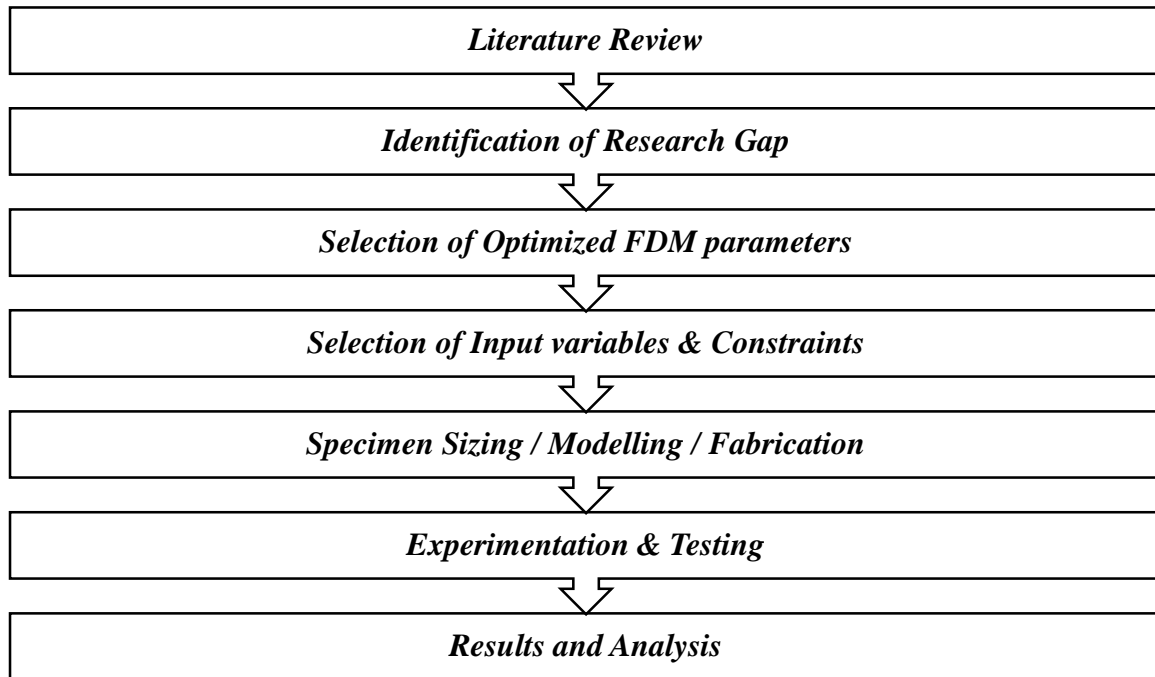 Literature Review
Identification of Research Gap
Selection of Optimized FDM parameters
Selection of Input variables & Constraints
Specimen Sizing / Modelling / Fabrication
Experimentation & Testing
Results and Analysis